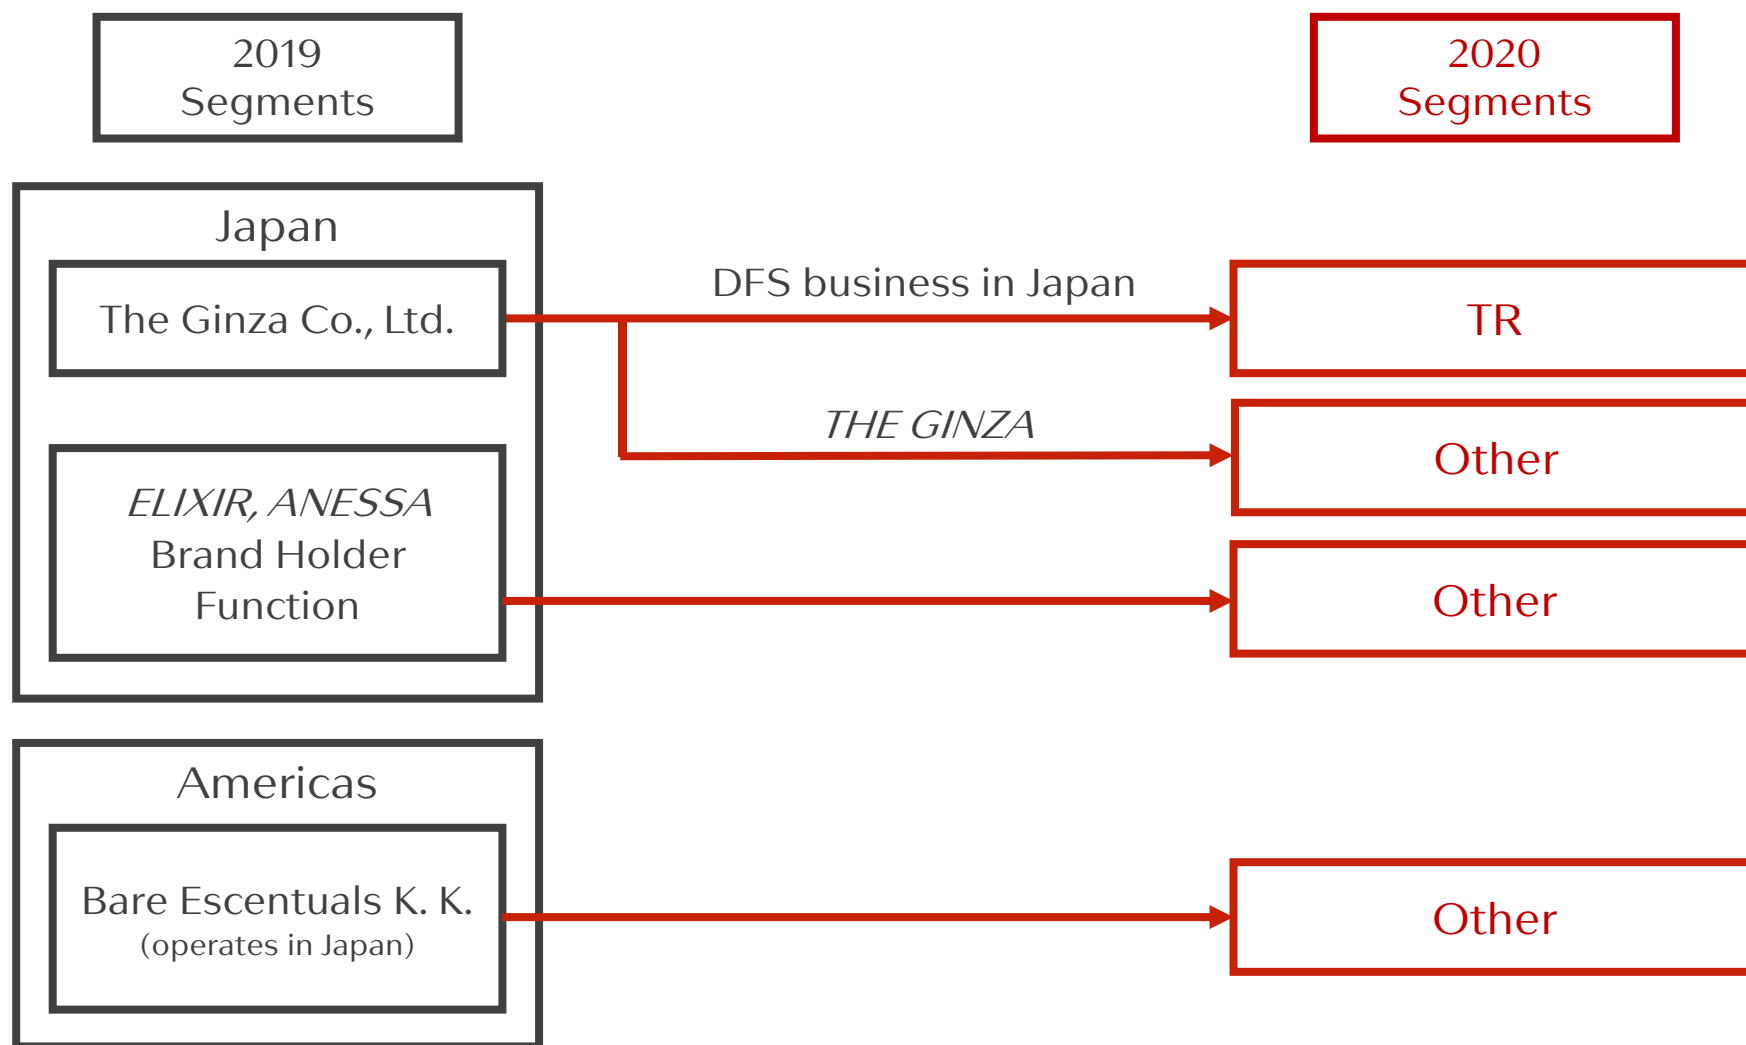 2019
Segments
2020
Segments
Japan
The Ginza Co., Ltd.
DFS business in Japan
TR
THE GINZA
Other
ELIXIR, ANESSA
Brand Holder
Function
Other
Americas
Bare Escentuals K. K.
(operates in Japan)
Other